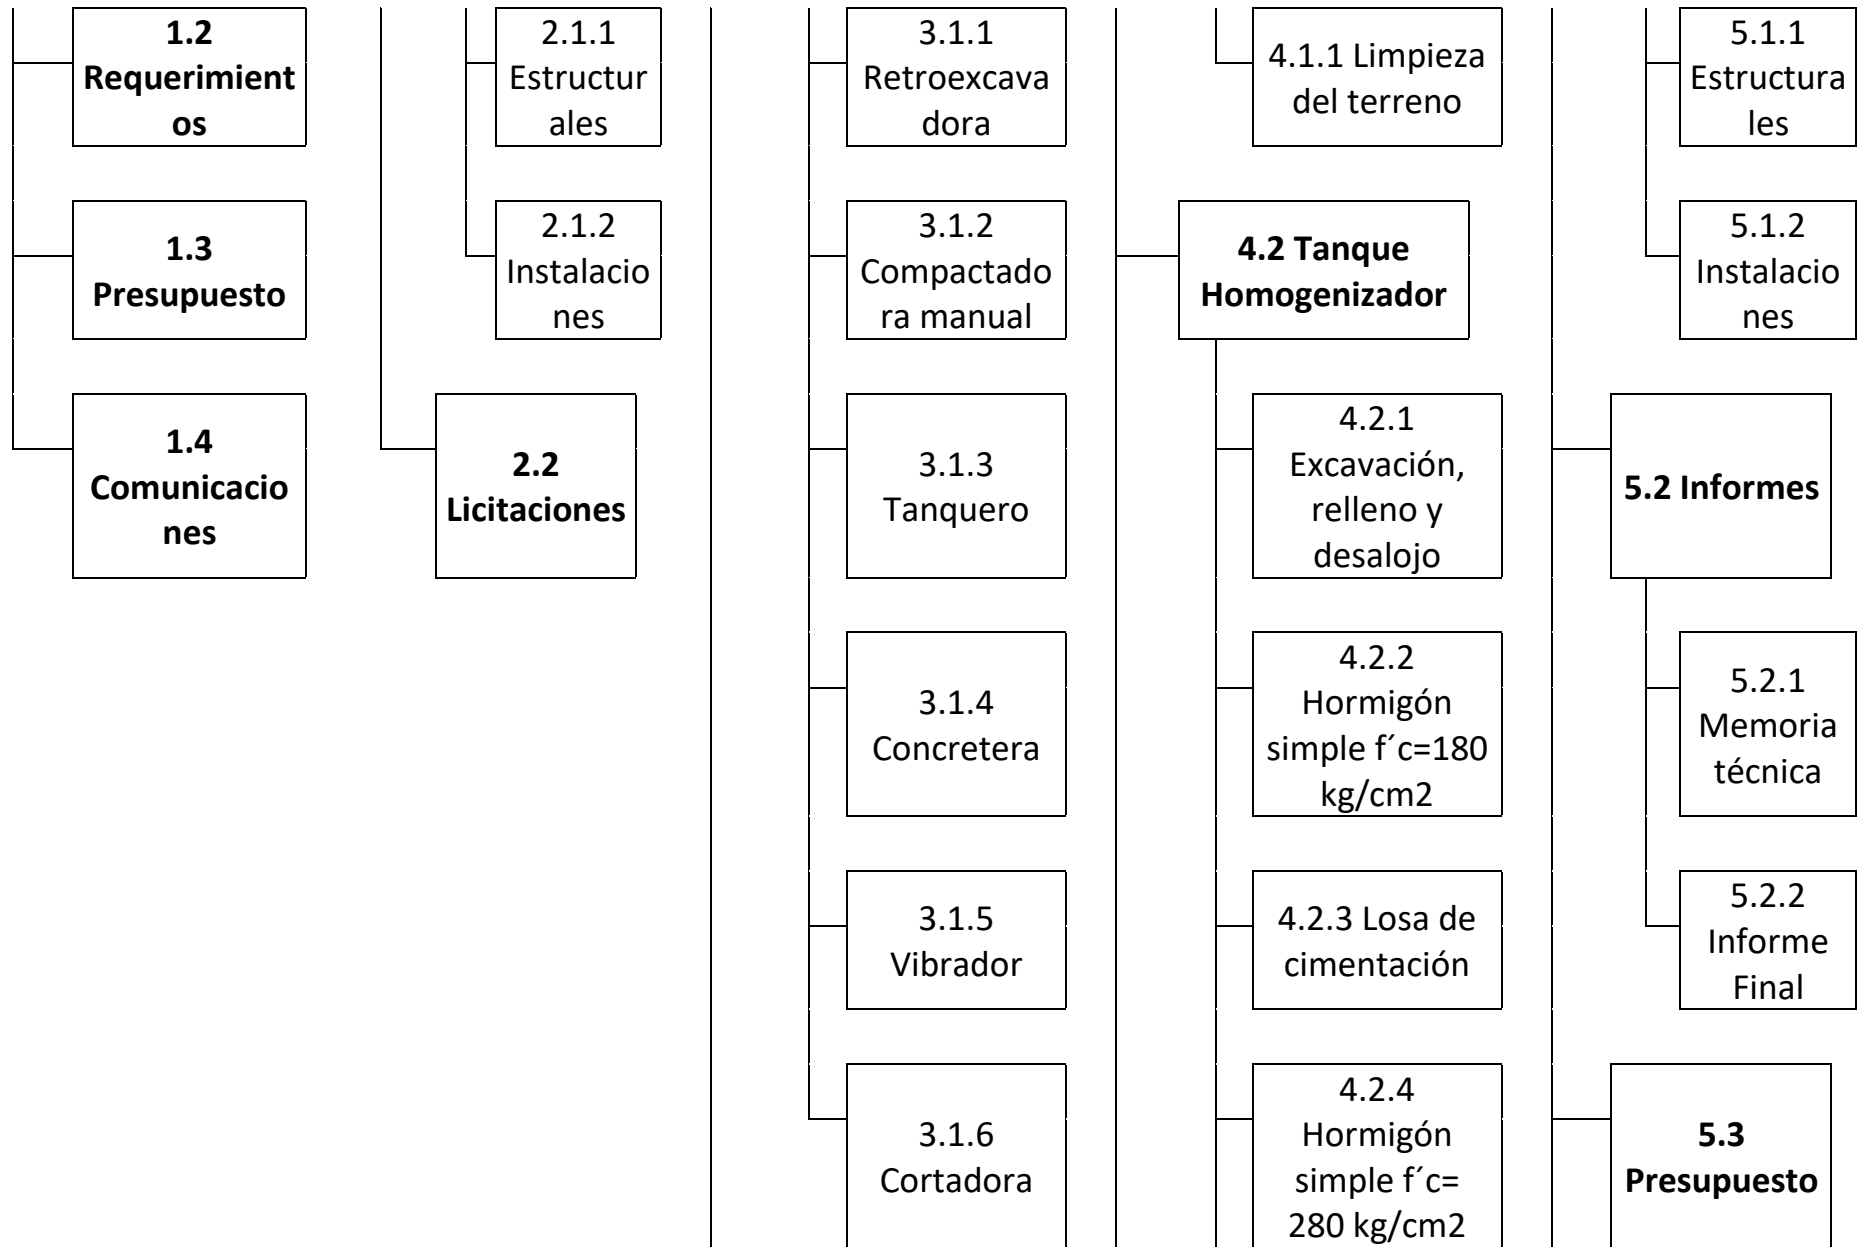 1.2
Requerimient
os
1.3
Presupuesto
1.4
Comunicacio
nes
2.1.1
Estructur
ales
2.1.2
Instalacio
nes
2.2
Licitaciones
3.1.1
Retroexcava
dora
3.1.2
Compactado
ra manual
3.1.3
Tanquero
3.1.4
Concretera
3.1.5
Vibrador
3.1.6
Cortadora
4.1.1 Limpieza
del terreno
4.2 Tanque
Homogenizador
4.2.1
Excavación,
relleno y
desalojo
4.2.2
Hormigón
simple f´c=180
kg/cm2
4.2.3 Losa de
cimentación
4.2.4
Hormigón
simple f´c=
280 kg/cm2
5.1.1
Estructura
les
5.1.2
Instalacio
nes
5.2 Informes
5.2.1
Memoria
técnica
5.2.2
Informe
Final
5.3
Presupuesto